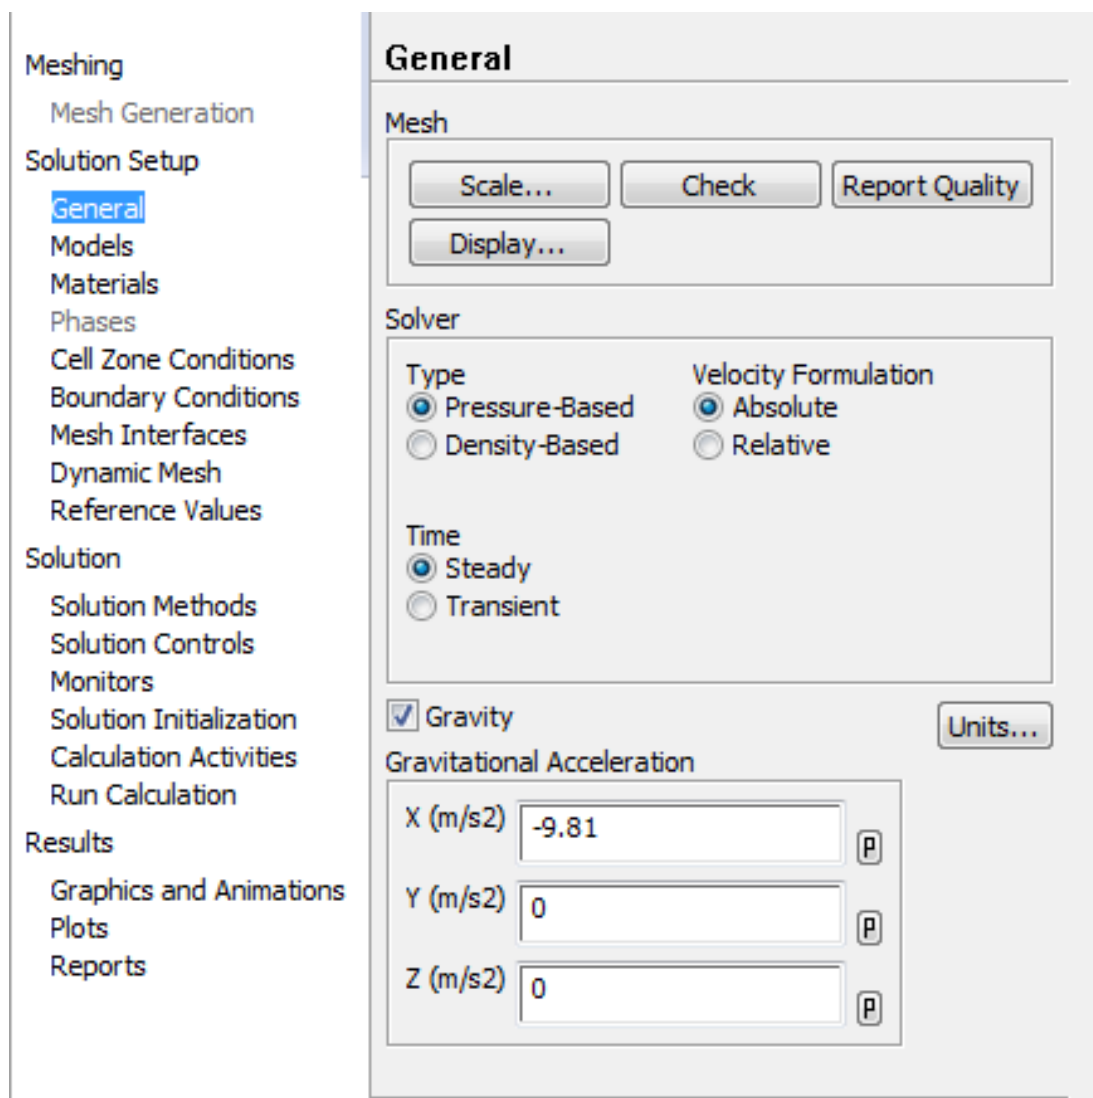 Meshing
Mesh Generation
Solution Setup
General
Models
Materials
Phases
Cell Zone Conditions
Boundary Conditions
Mesh Interfaces
Dynamic Mesh
Reference Values
Solution
Solution Methods
Solution Controls
Monitors
Solution Initialization
Calculation Activities
Run Calculation
Results
Graphics and Animations
Plots
Reports
General
Mesh
Scale... Check Report Quality
Display...
Solver
Type Velocity Formulation
Pressure-Based Absolute
Density-Based Relative
Time
Steady
Transient
Gravity
Units...
Gravitational Acceleration
X (m/s2) -9.81 P
Y (m/s2) 0 P
Z (m/s2) 0 P